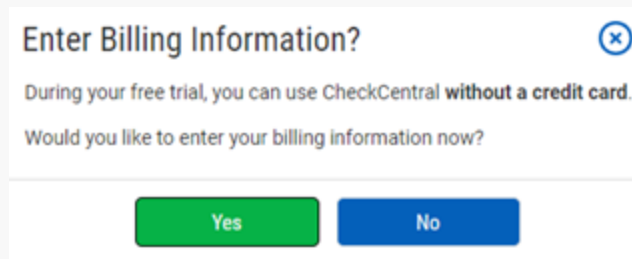 Enter Billing Information?
During your free trial, you can use CheckCentral without a credit card.
Would you like to enter your billing information now?
Yes
No